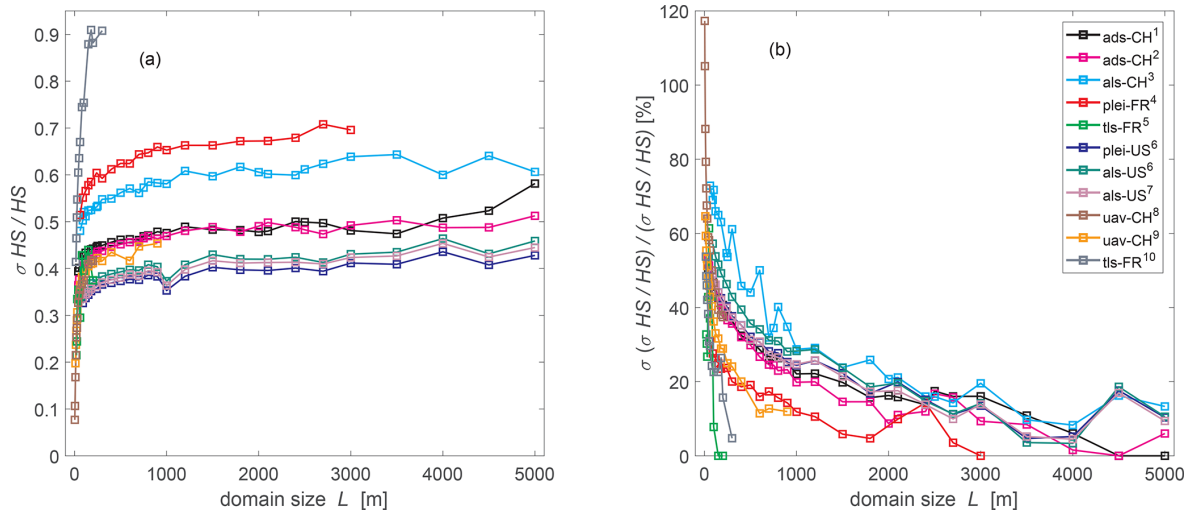 (a)
σ HS / HS
0.9
0.8
0.7
0.6
0.5
0.4
0.3
0.2
0.1
0
0 1000 2000 3000 4000 5000
domain size L [m]
(b)
σ (σ HS / HS) / (σ HS / HS) [%]
120
100
80
60
40
20
0
0 1000 2000 3000 4000 5000
domain size L [m]
ads-CH¹
ads-CH²
als-CH³
plei-FR⁴
tls-FR⁵
plei-US⁶
als-US⁶
als-US⁷
uav-CH⁸
uav-CH⁹
tls-FR¹⁰